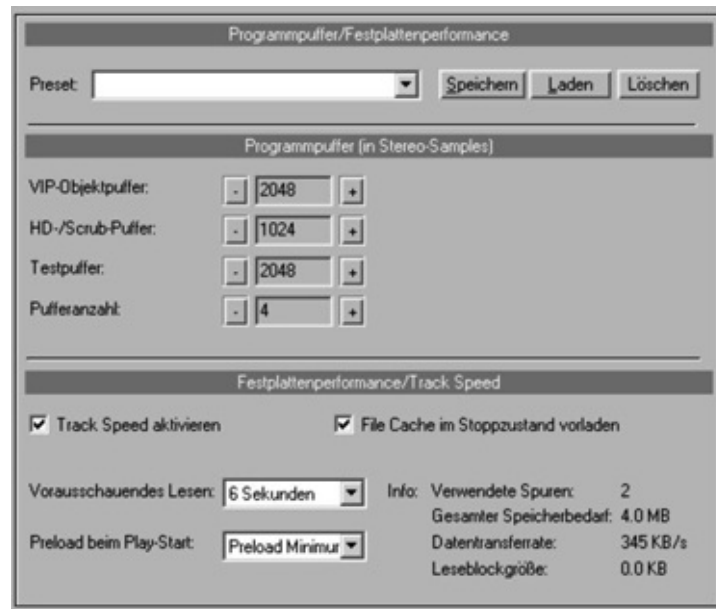 Programmpuffer/Festplattenperformance
Preset: Speichern Laden Löschen
Programmpuffer (in Stereo-Samples)
VIP-Objektpuffer: - 2048 +
HD-/Scrub-Puffer: - 1024 +
Testpuffer: - 2048 +
Pufferanzahl: - 4 +
Festplattenperformance/Track Speed
Track Speed aktivieren File Cache im Stoppzustand vorladen
Vorausschauendes Lesen: 6 Sekunden Info: Verwendete Spuren: 2
Gesamter Speicherbedarf: 4.0 MB
Preload beim Play-Start: Preload Minimur Datentransferrate: 345 KB/s
Leseblockgröße: 0.0 KB